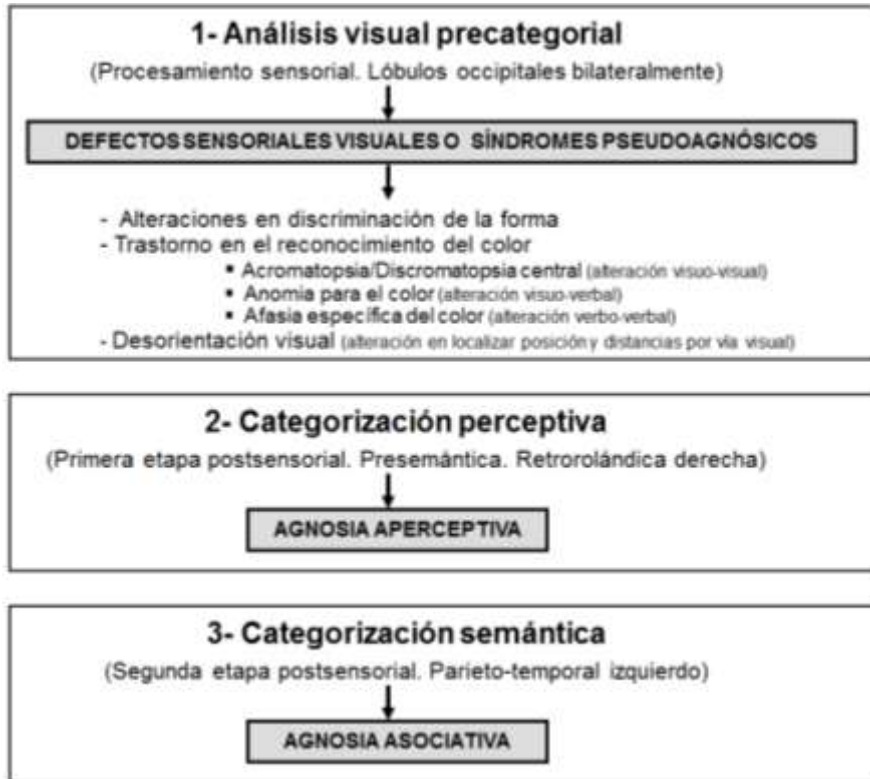 1- Análisis visual precategorial
(Procesamiento sensorial. Lóbulos occipitales bilateralmente)
DEFECTOS SENSORIALES VISUALES O SÍNDROMES PSEUDOAGNÓSICOS
- Alteraciones en discriminación de la forma
- Trastorno en el reconocimiento del color
▪ Acromatopsia/Discromatopsia central (alteración visuo-visual)
▪ Anomia para el color (alteración visuo-verbal)
▪ Afasia específica del color (alteración verbo-verbal)
- Desorientación visual (alteración en localizar posición y distancias por vía visual)
2- Categorización perceptiva
(Primera etapa postsensorial. Presemántica. Retrorolándica derecha)
AGNOSIA APERCEPTIVA
3- Categorización semántica
(Segunda etapa postsensorial. Parieto-temporal izquierdo)
AGNOSIA ASOCIATIVA